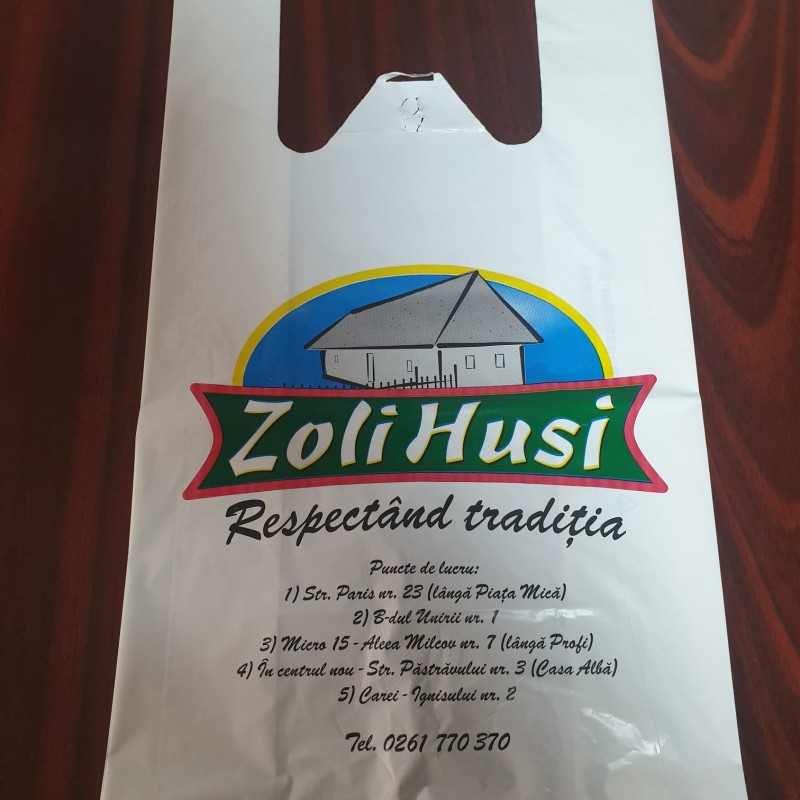 Zoli Husi
Respectând tradiția
Puncte de lucru:
1) Str. Paris nr. 23 (lângă Piața Mică)
2) B-dul Unirii nr. 1
3) Micro 15 - Aleea Milcov nr. 7 (lângă Profi)
4) În centrul nou - Str. Păstrăvului nr. 3 (Casa Albă)
5) Carei - Ignisului nr. 2
Tel. 0261 770 370